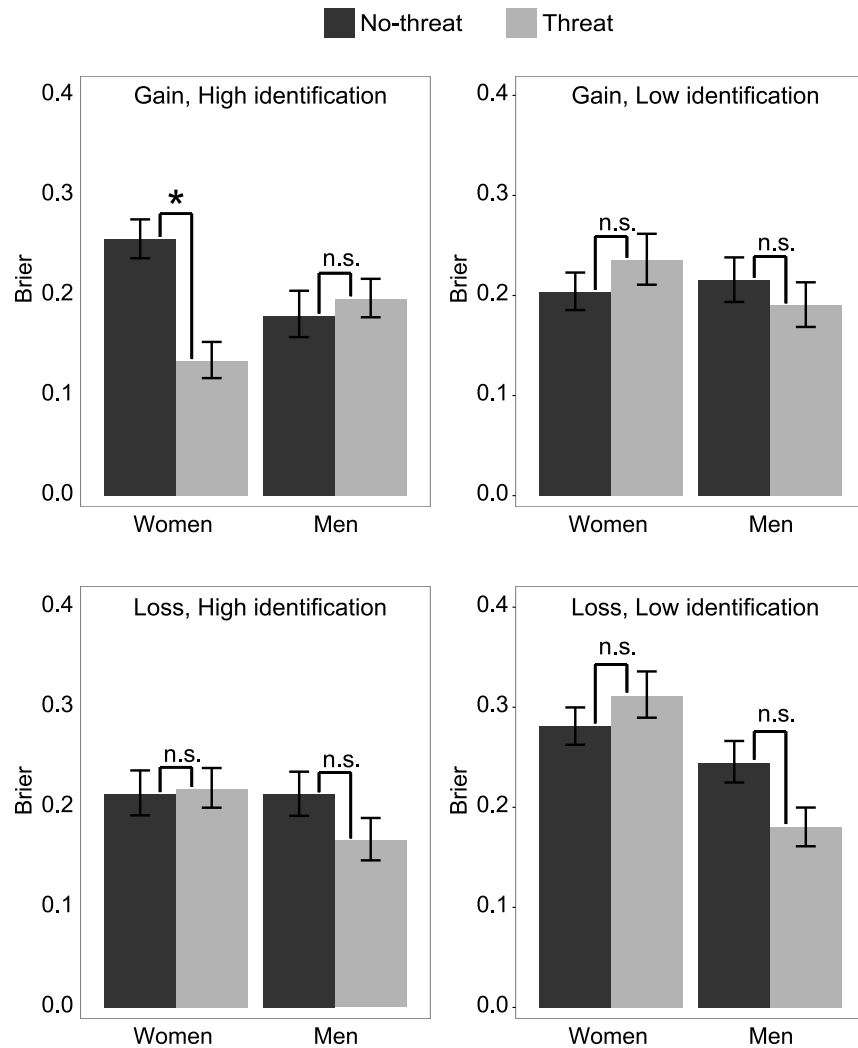 No-threat Threat
Gain, High identification
Gain, Low identification
0.4
0.3
0.2
0.1
0.0
Brier
*
n.s.
Women Men
0.4
0.3
0.2
0.1
0.0
Brier
n.s.
n.s.
Women Men
Loss, High identification
Loss, Low identification
0.4
0.3
0.2
0.1
0.0
Brier
n.s.
n.s.
Women Men
0.4
0.3
0.2
0.1
0.0
Brier
n.s.
n.s.
Women Men